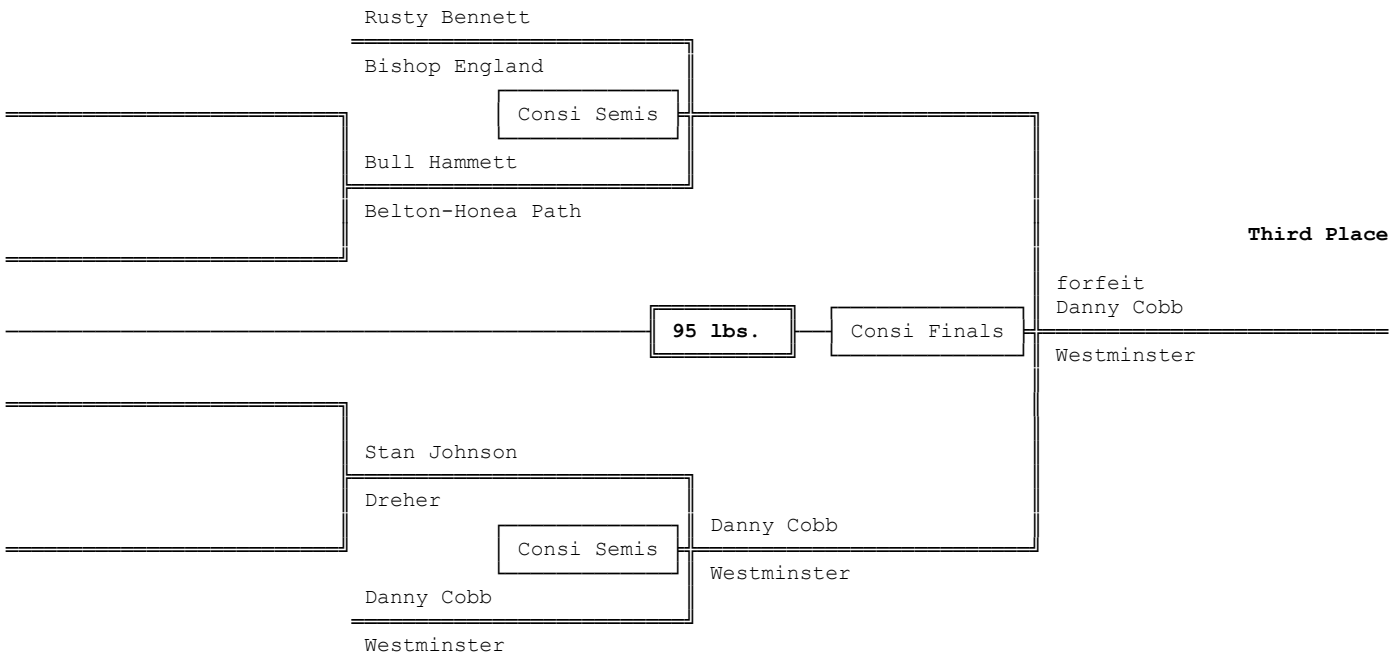 Rusty Bennett
Bishop England
Consi Semis
Bull Hammett
Belton-Honea Path
Third Place
forfeit
Danny Cobb
95 lbs.
Consi Finals
Westminster
Stan Johnson
Dreher
Danny Cobb
Consi Semis
Westminster
Danny Cobb
Westminster